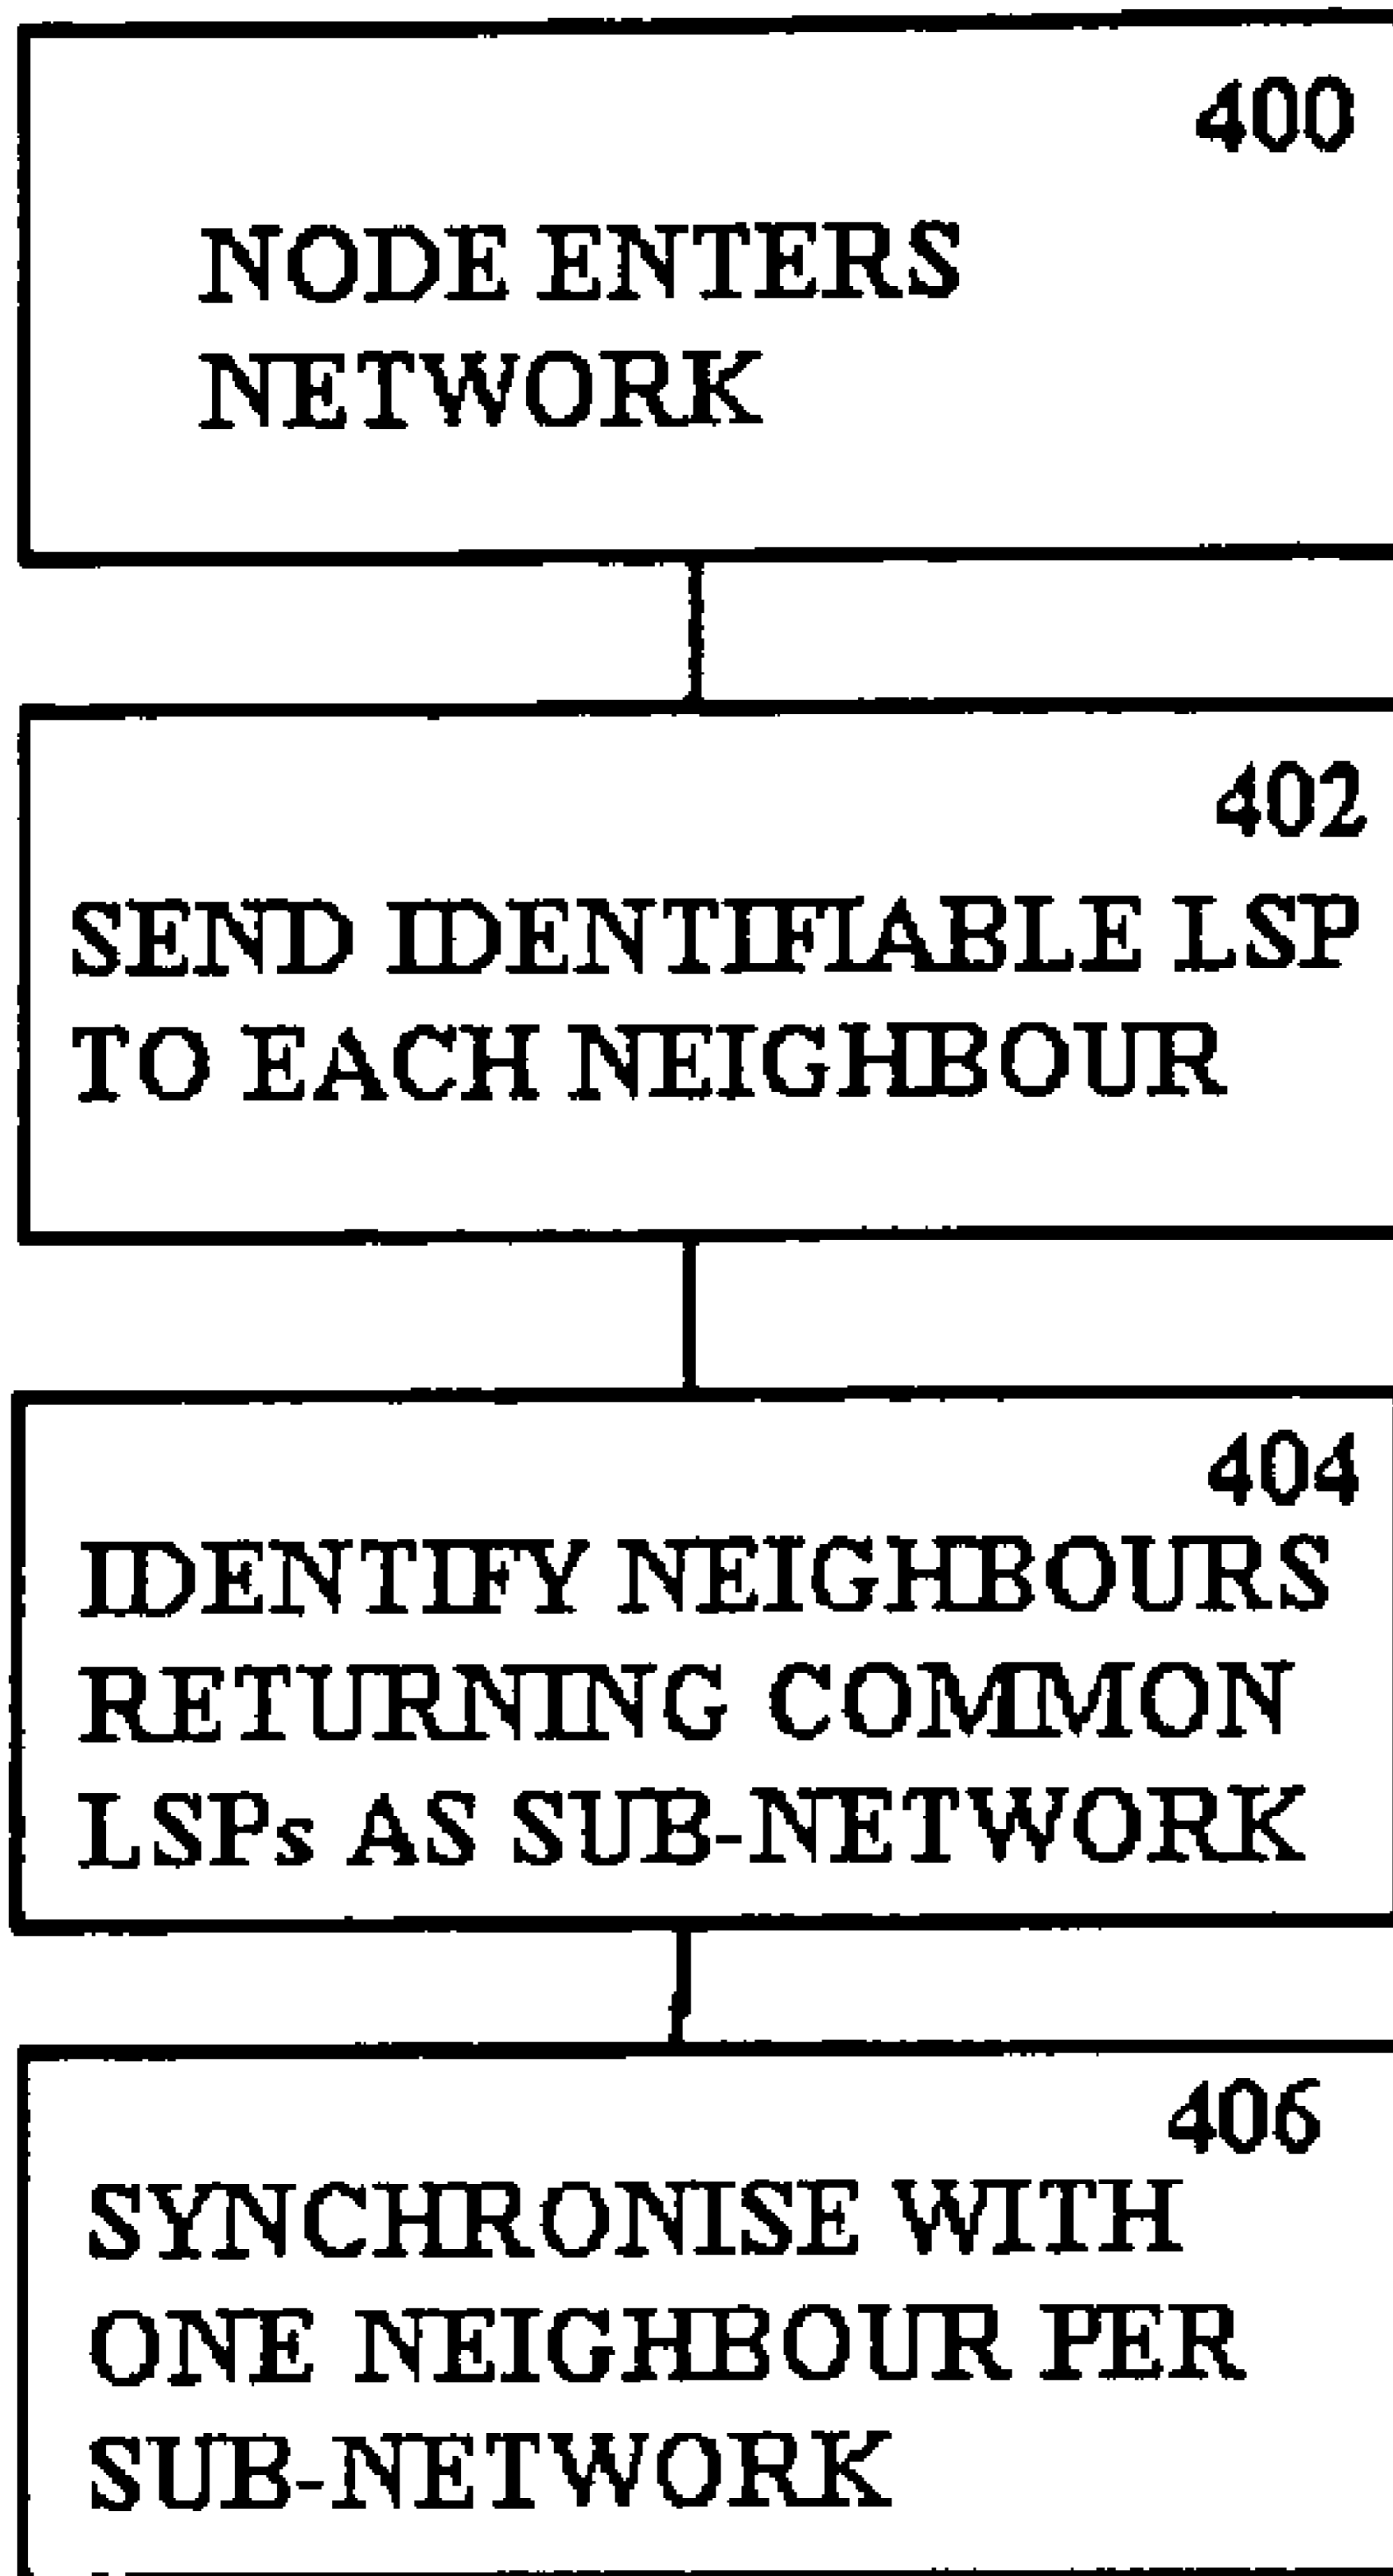 400
NODE ENTERS
NETWORK
402
SEND IDENTIFIABLE LSP
TO EACH NEIGHBOUR
404
IDENTIFY NEIGHBOURS
RETURNING COMMON
LSPs AS SUB-NETWORK
406
SYNCHRONISE WITH
ONE NEIGHBOUR PER
SUB-NETWORK